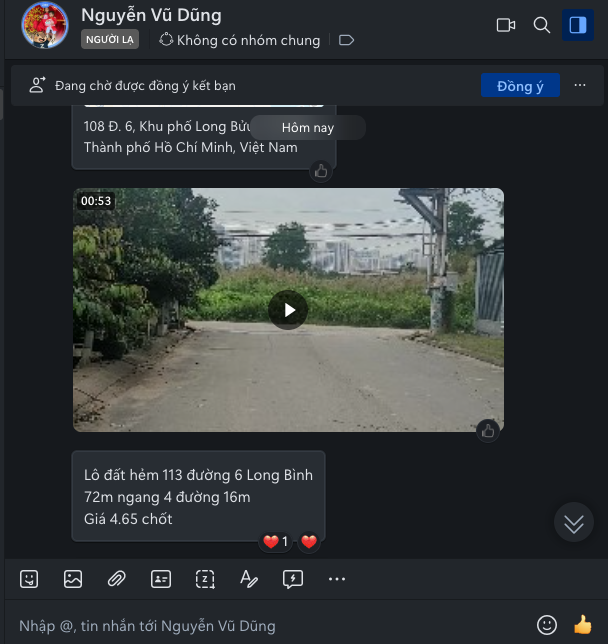 Nguyễn Vũ Dũng
NGƯỜI LẠ
Không có nhóm chung
Đang chờ được đồng ý kết bạn
Đồng ý
108 Đ. 6, Khu phố Long Bửu
Hôm nay
Thành phố Hồ Chí Minh, Việt Nam
00:53
Lô đất hẻm 113 đường 6 Long Bình
72m ngang 4 đường 16m
Giá 4.65 chốt
1
Nhập @, tin nhắn tới Nguyễn Vũ Dũng